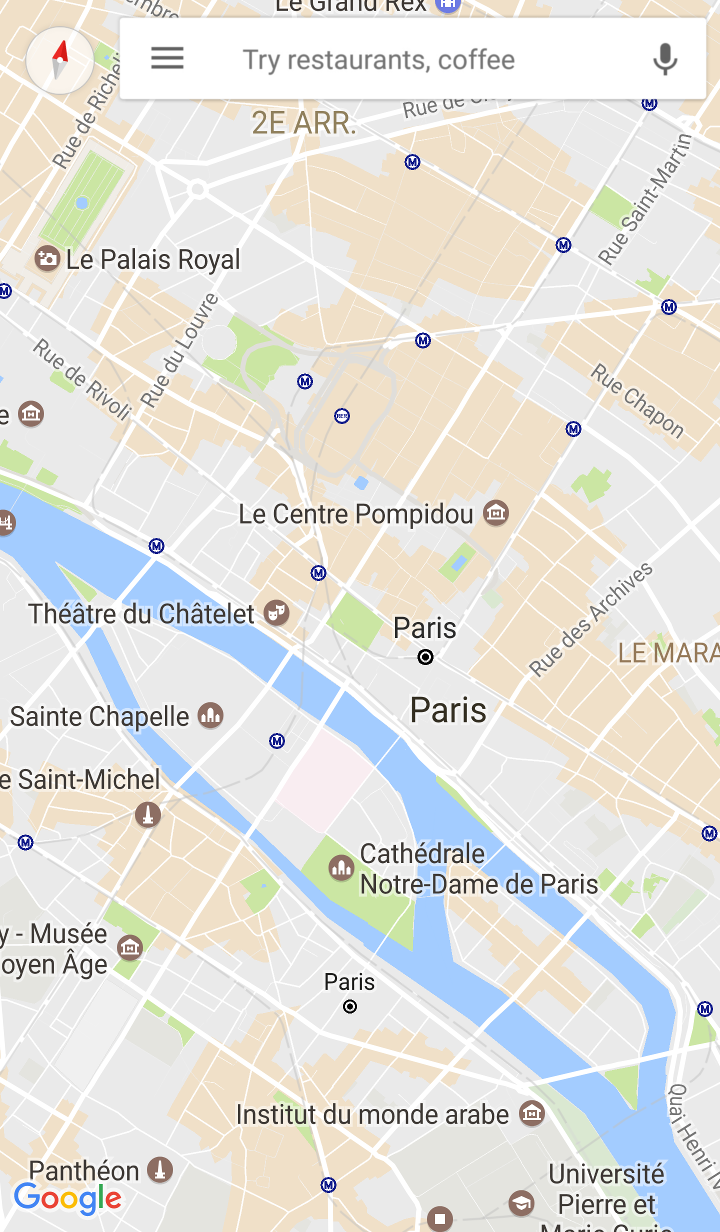 Le Grand Rex
Try restaurants, coffee
Rue de Richeli
2E ARR.
Rue Saint-Martin
Le Palais Royal
Rue du Louvre
Rue de Rivoli
Rue Chapon
e
Le Centre Pompidou
Rue des Archives
Théâtre du Châtelet
Paris
LE MARA
Paris
Sainte Chapelle
e Saint-Michel
Cathédrale
Notre-Dame de Paris
y - Musée
oyen Âge
Paris
Institut du monde arabe
Quai Henri IV
Panthéon
Université
Pierre et
Marie Curie
Google